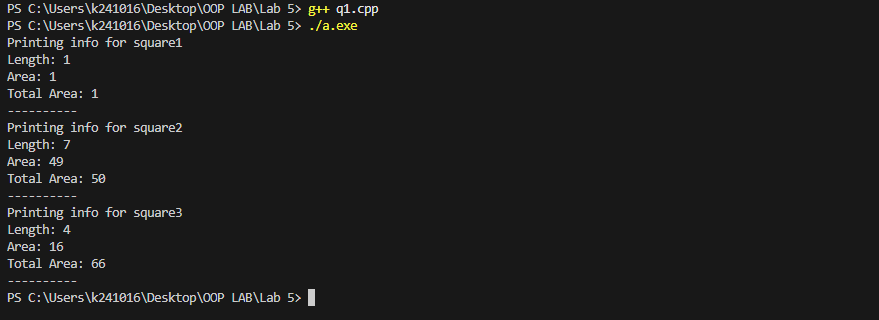 PS C:\Users\k241016\Desktop\OOP LAB\Lab 5> g++ q1.cpp
PS C:\Users\k241016\Desktop\OOP LAB\Lab 5> ./a.exe
Printing info for square1
Length: 1
Area: 1
Total Area: 1
----------
Printing info for square2
Length: 7
Area: 49
Total Area: 50
----------
Printing info for square3
Length: 4
Area: 16
Total Area: 66
----------
PS C:\Users\k241016\Desktop\OOP LAB\Lab 5>